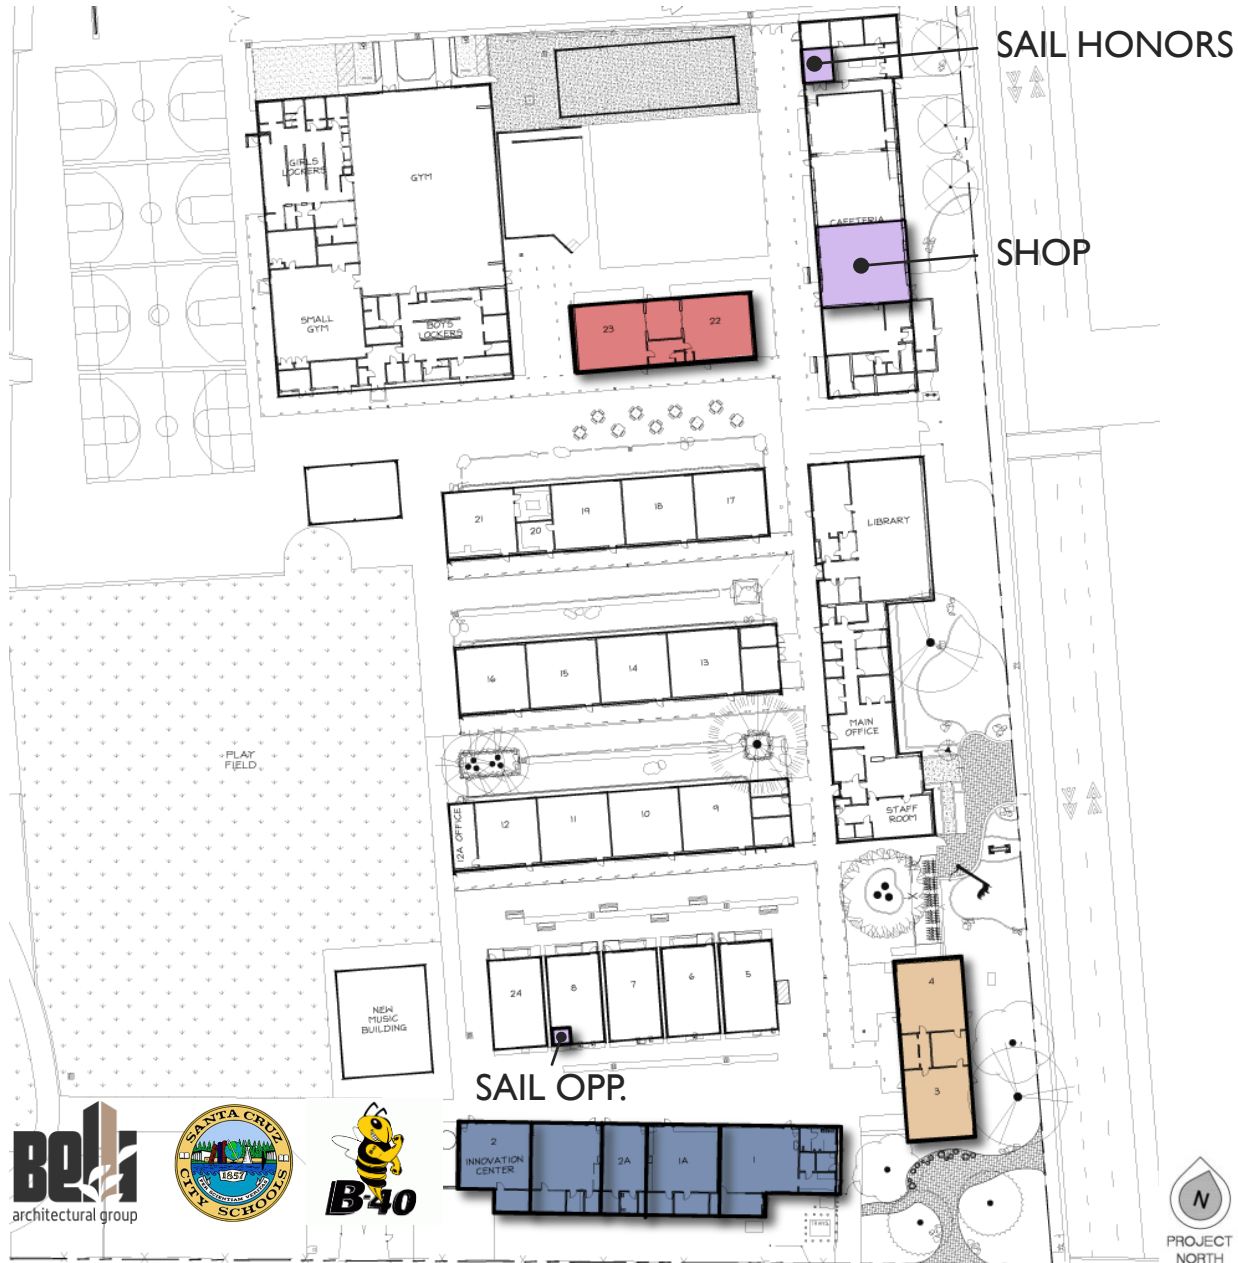 SAIL HONORS
GIRLS
LOCKERS
GYM
CAFETERIA
SHOP
SMALL
GYM
BOYS
LOCKERS
23
22
21
20
19
18
17
LIBRARY
16
15
14
13
MAIN
OFFICE
PLAY
FIELD
12A OFFICE
12
11
10
9
STAFF
ROOM
24
8
7
6
5
4
3
NEW
MUSIC
BUILDING
SAIL OPP.
2
INNOVATION
CENTER
2A
1A
1
Belli
architectural group
SANTA CRUZ
CITY SCHOOLS
1857
B-40
N
PROJECT
NORTH